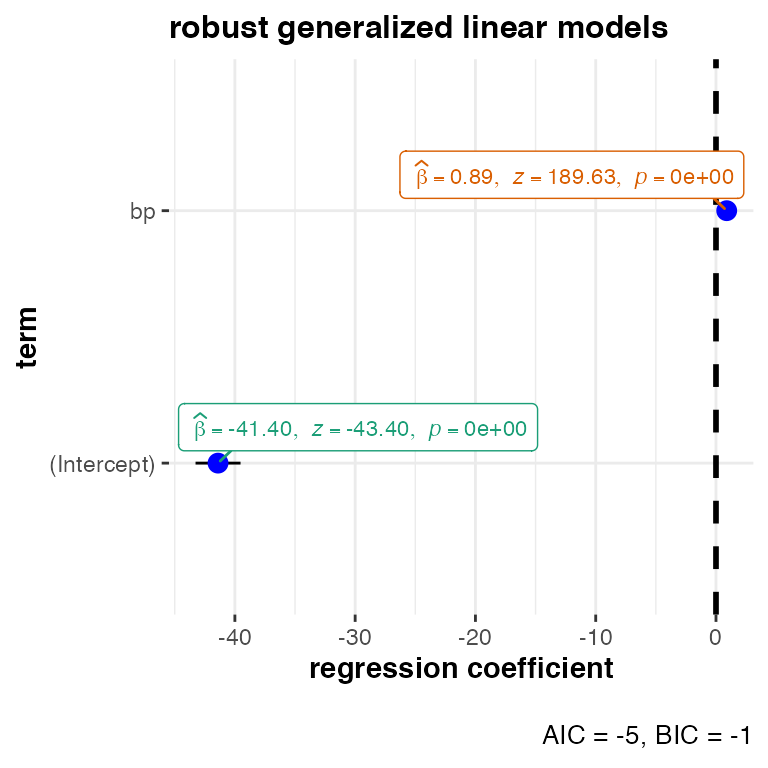 robust generalized linear models
β̂ = 0.89, z = 189.63, p = 0e+00
bp
term
β̂ = -41.40, z = -43.40, p = 0e+00
(Intercept)
-40 -30 -20 -10 0
regression coefficient
AIC = -5, BIC = -1